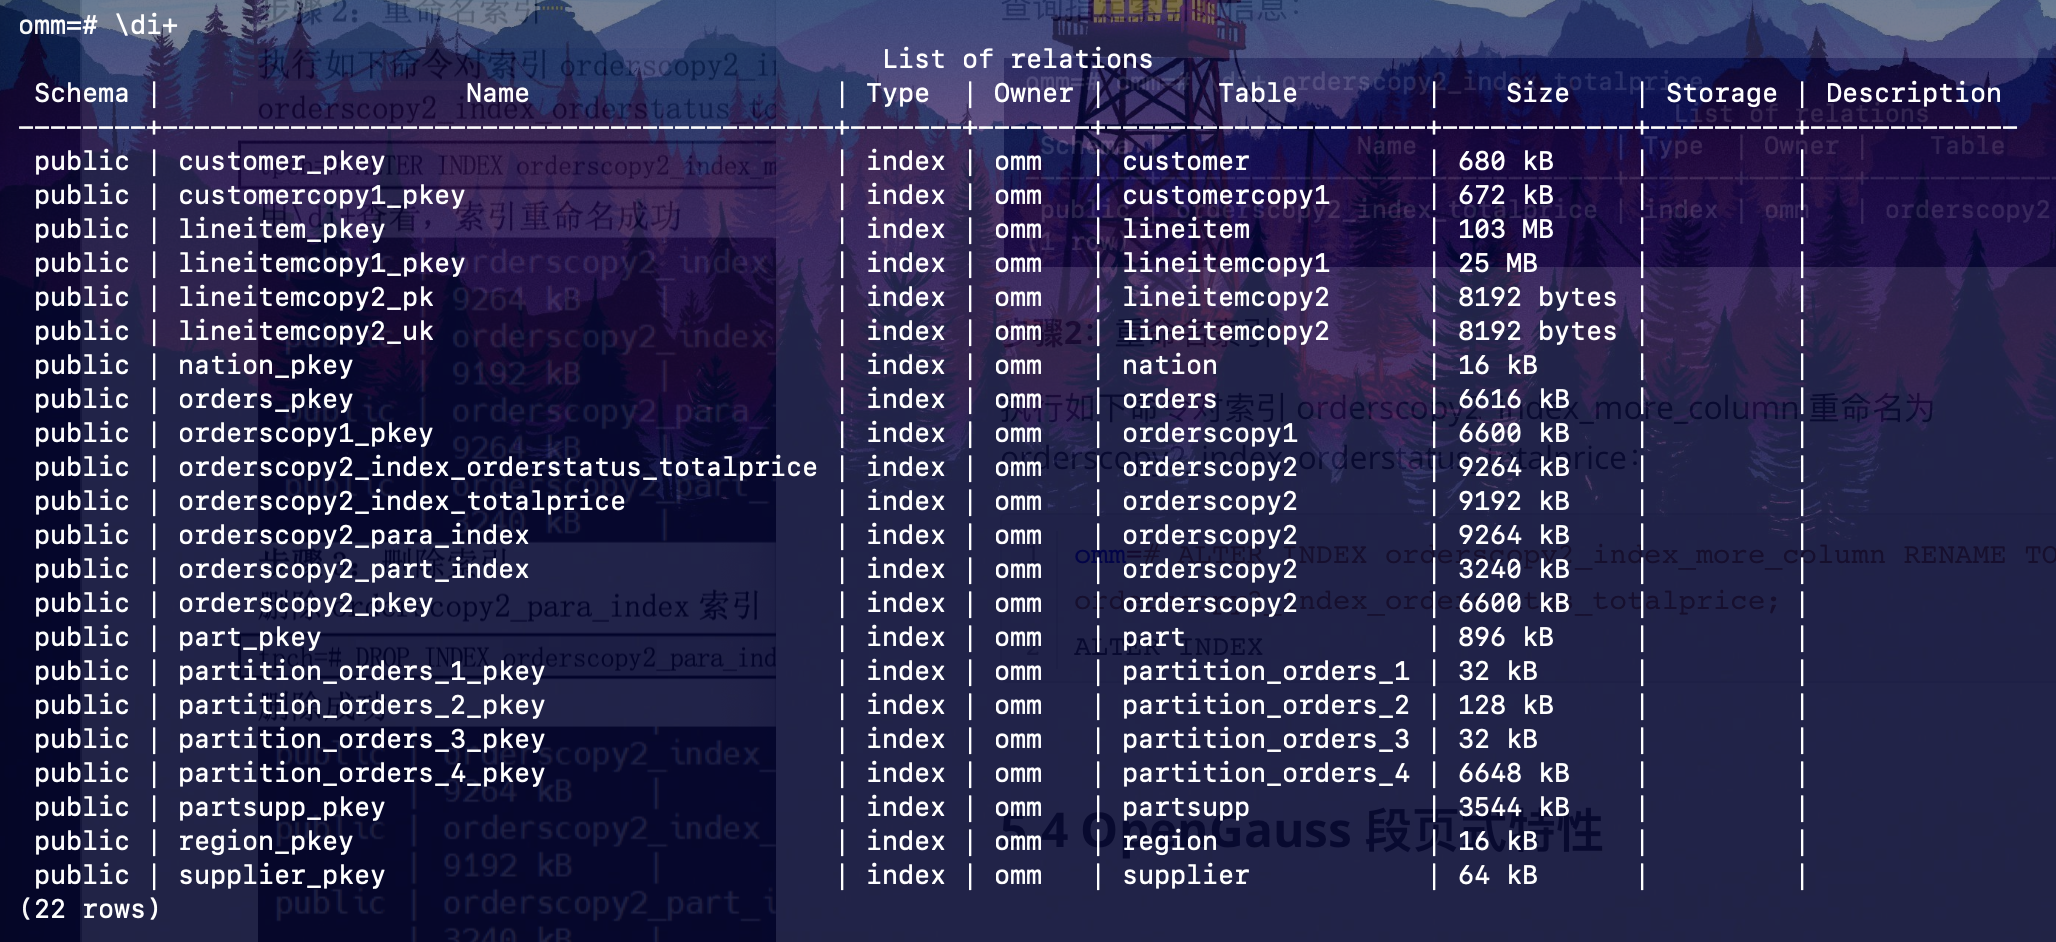 omm=# \di+
List of relations
Schema | Name | Type | Owner | Table | Size | Storage | Description
--------+------------------------------------------+-------+-------+--------------------+------------+---------+-------------
public | customer_pkey | index | omm | customer | 680 kB | |
public | customercopy1_pkey | index | omm | customercopy1 | 672 kB | |
public | lineitem_pkey | index | omm | lineitem | 103 MB | |
public | lineitemcopy1_pkey | index | omm | lineitemcopy1 | 25 MB | |
public | lineitemcopy2_pk | index | omm | lineitemcopy2 | 8192 bytes | |
public | lineitemcopy2_uk | index | omm | lineitemcopy2 | 8192 bytes | |
public | nation_pkey | index | omm | nation | 16 kB | |
public | orders_pkey | index | omm | orders | 6616 kB | |
public | orderscopy1_pkey | index | omm | orderscopy1 | 6600 kB | |
public | orderscopy2_index_orderstatus_totalprice | index | omm | orderscopy2 | 9264 kB | |
public | orderscopy2_index_totalprice | index | omm | orderscopy2 | 9192 kB | |
public | orderscopy2_para_index | index | omm | orderscopy2 | 9264 kB | |
public | orderscopy2_part_index | index | omm | orderscopy2 | 3240 kB | |
public | orderscopy2_pkey | index | omm | orderscopy2 | 6600 kB | |
public | part_pkey | index | omm | part | 896 kB | |
public | partition_orders_1_pkey | index | omm | partition_orders_1 | 32 kB | |
public | partition_orders_2_pkey | index | omm | partition_orders_2 | 128 kB | |
public | partition_orders_3_pkey | index | omm | partition_orders_3 | 32 kB | |
public | partition_orders_4_pkey | index | omm | partition_orders_4 | 6648 kB | |
public | partsupp_pkey | index | omm | partsupp | 3544 kB | |
public | region_pkey | index | omm | region | 16 kB | |
public | supplier_pkey | index | omm | supplier | 64 kB | |
(22 rows)